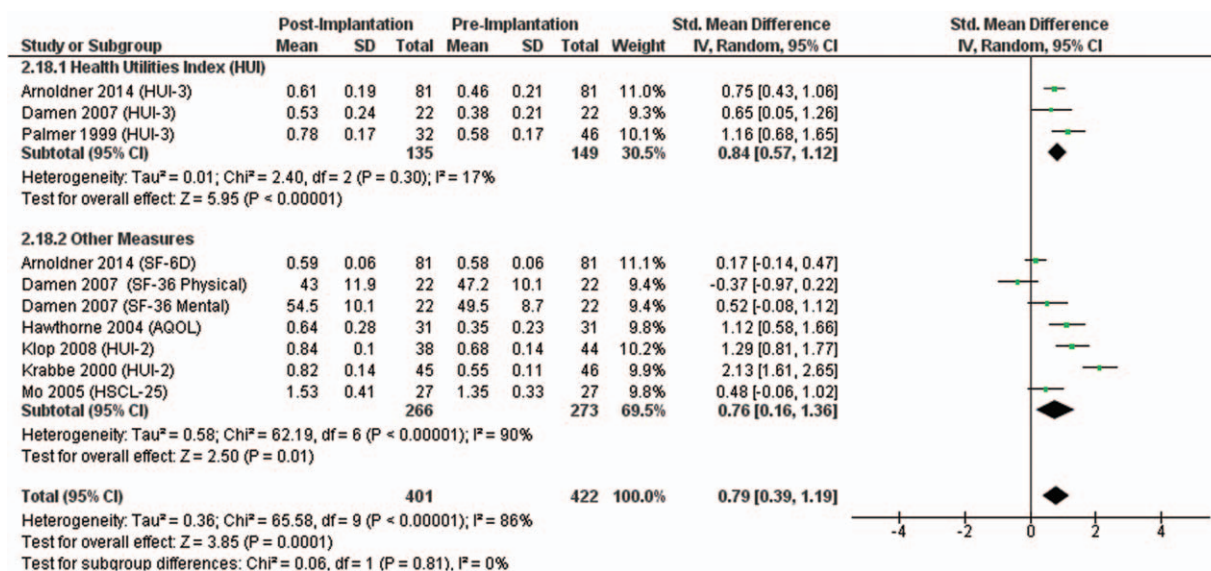 Post-Implantation Pre-Implantation Std. Mean Difference Std. Mean Difference
Study or Subgroup Mean SD Total Mean SD Total Weight IV, Random, 95% CI IV, Random, 95% CI
2.18.1 Health Utilities Index (HUI)
Arnoldner 2014 (HUI-3) 0.61 0.19 81 0.46 0.21 81 11.0% 0.75 [0.43, 1.06]
Damen 2007 (HUI-3) 0.53 0.24 22 0.38 0.21 22 9.3% 0.65 [0.05, 1.26]
Palmer 1999 (HUI-3) 0.78 0.17 32 0.58 0.17 46 10.1% 1.16 [0.68, 1.65]
Subtotal (95% CI) 135 149 30.5% 0.84 [0.57, 1.12]
Heterogeneity: Tau² = 0.01; Chi² = 2.40, df = 2 (P = 0.30); I² = 17%
Test for overall effect: Z = 5.95 (P < 0.00001)
2.18.2 Other Measures
Arnoldner 2014 (SF-6D) 0.59 0.06 81 0.58 0.06 81 11.1% 0.17 [-0.14, 0.47]
Damen 2007 (SF-36 Physical) 43 11.9 22 47.2 10.1 22 9.4% -0.37 [-0.97, 0.22]
Damen 2007 (SF-36 Mental) 54.5 10.1 22 49.5 8.7 22 9.4% 0.52 [-0.08, 1.12]
Hawthorne 2004 (AQOL) 0.64 0.28 31 0.35 0.23 31 9.8% 1.12 [0.58, 1.66]
Klop 2008 (HUI-2) 0.84 0.1 38 0.68 0.14 44 10.2% 1.29 [0.81, 1.77]
Krabbe 2000 (HUI-2) 0.82 0.14 45 0.55 0.11 46 9.9% 2.13 [1.61, 2.65]
Mo 2005 (HSCL-25) 1.53 0.41 27 1.35 0.33 27 9.8% 0.48 [-0.06, 1.02]
Subtotal (95% CI) 266 273 69.5% 0.76 [0.16, 1.36]
Heterogeneity: Tau² = 0.58; Chi² = 62.19, df = 6 (P < 0.00001); I² = 90%
Test for overall effect: Z = 2.50 (P = 0.01)
Total (95% CI) 401 422 100.0% 0.79 [0.39, 1.19]
Heterogeneity: Tau² = 0.36; Chi² = 65.58, df = 9 (P < 0.00001); I² = 86%
Test for overall effect: Z = 3.85 (P = 0.0001)
Test for subgroup differences: Chi² = 0.06, df = 1 (P = 0.81), I² = 0%
-4 -2 0 2 4